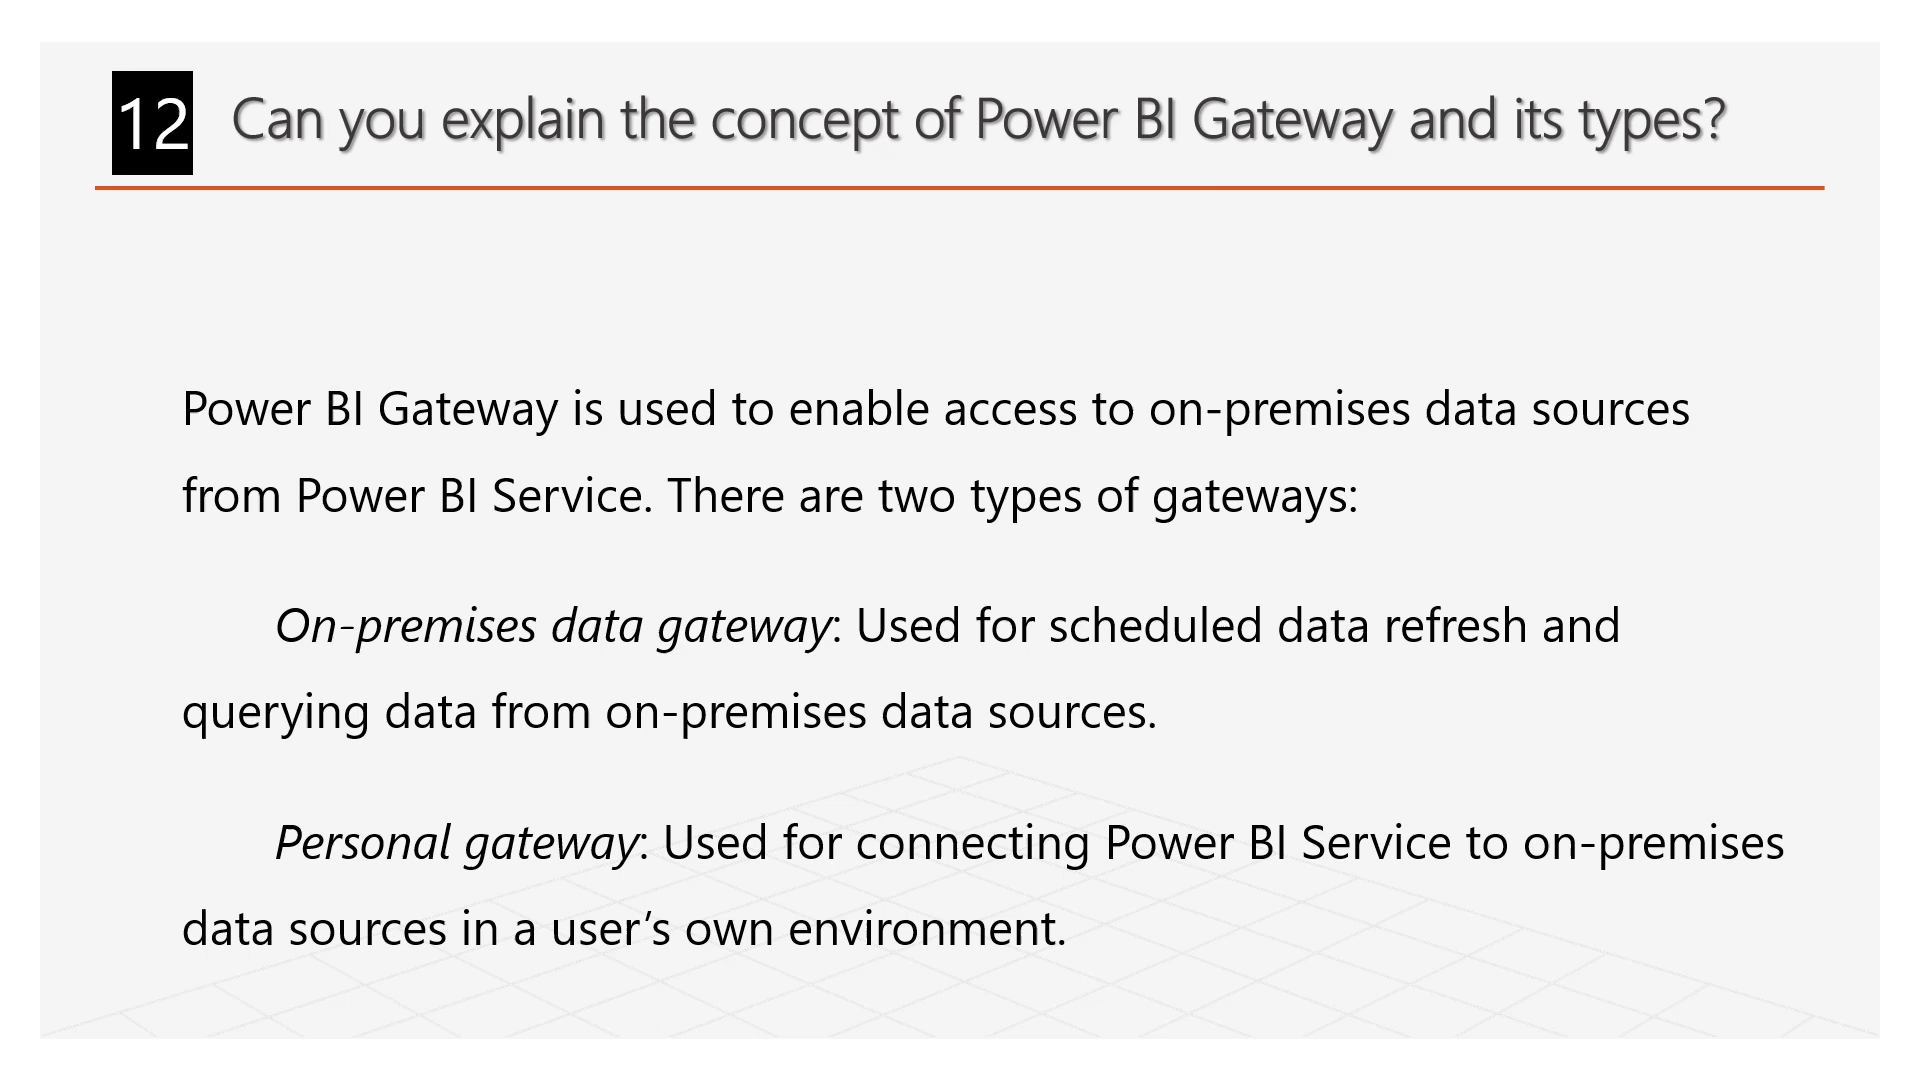 12 Can you explain the concept of Power BI Gateway and its types?
Power BI Gateway is used to enable access to on-premises data sources
from Power BI Service. There are two types of gateways:
On-premises data gateway: Used for scheduled data refresh and
querying data from on-premises data sources.
Personal gateway: Used for connecting Power BI Service to on-premises
data sources in a user’s own environment.